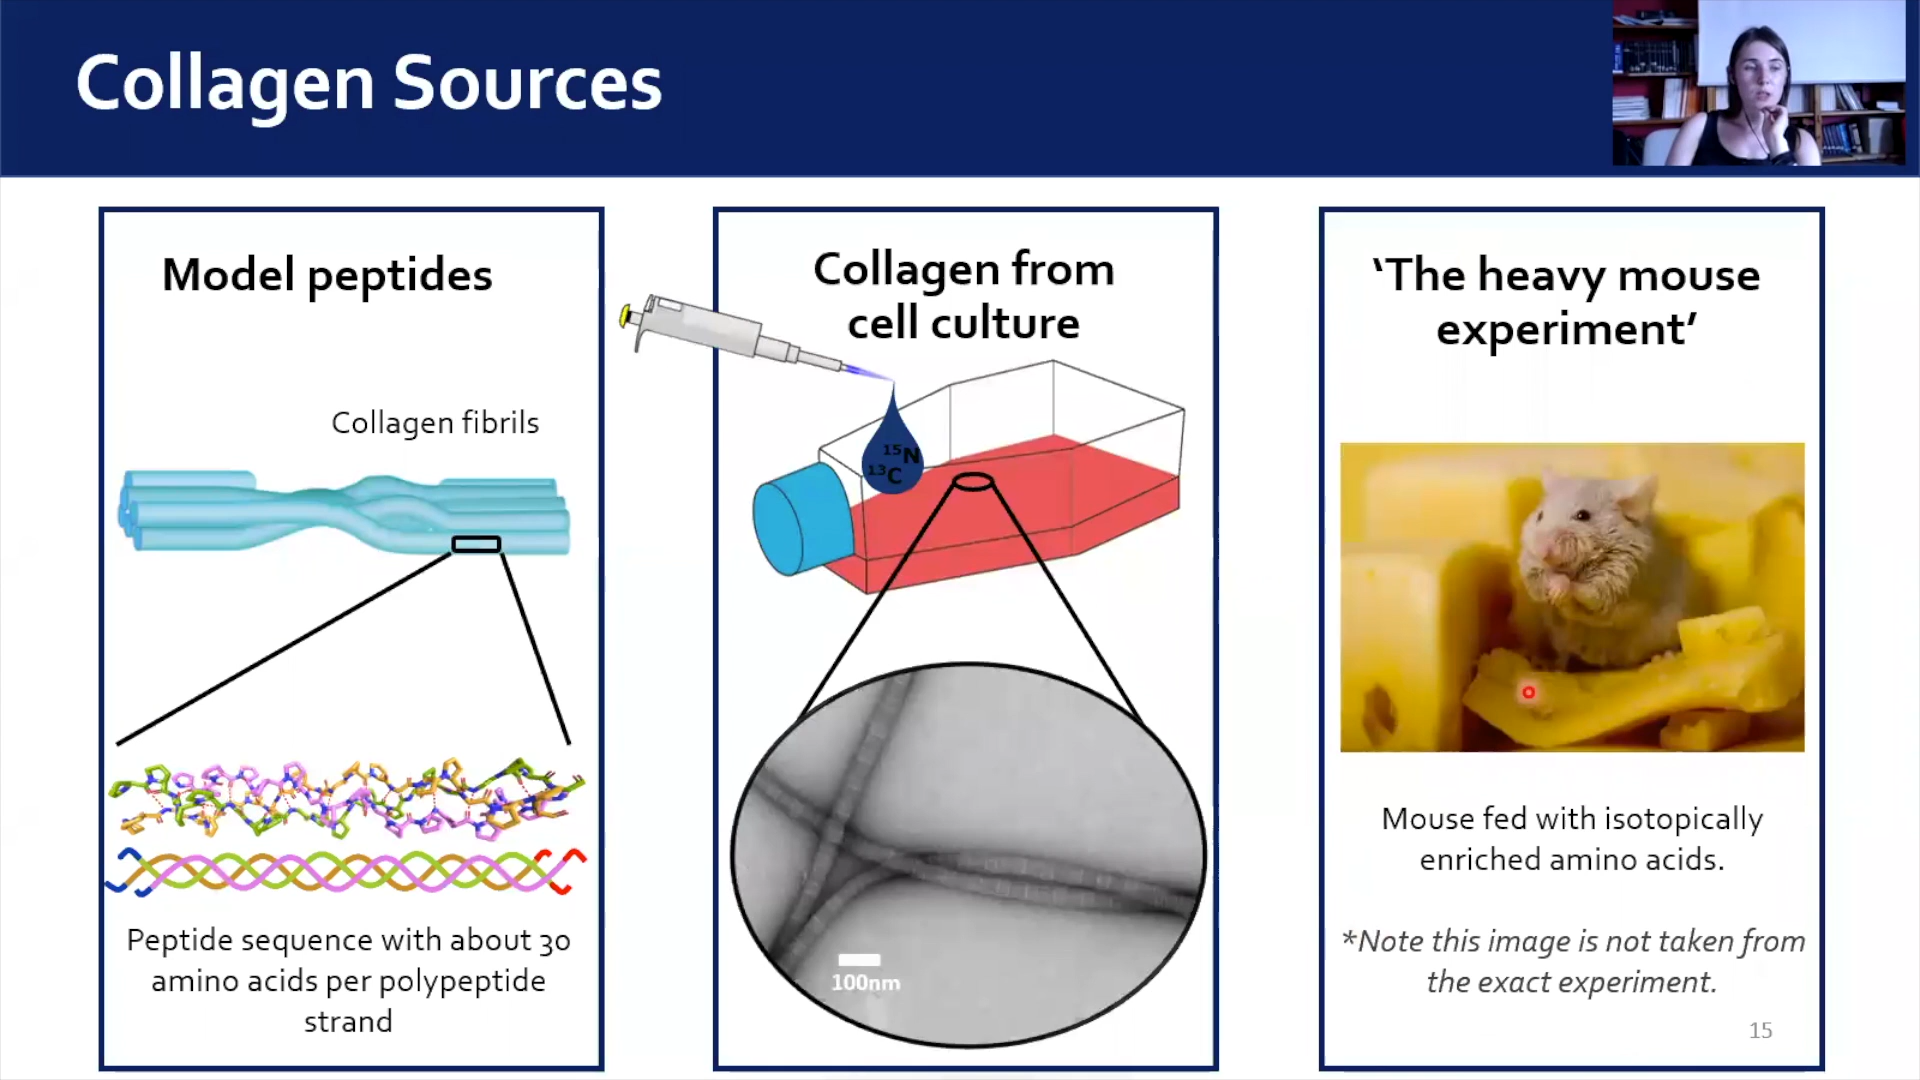 Collagen Sources
Model peptides
Collagen fibrils
Peptide sequence with about 30
amino acids per polypeptide
strand
Collagen from
cell culture
¹⁵N
¹³C
100nm
‘The heavy mouse
experiment’
Mouse fed with isotopically
enriched amino acids.
*Note this image is not taken from
the exact experiment.
15